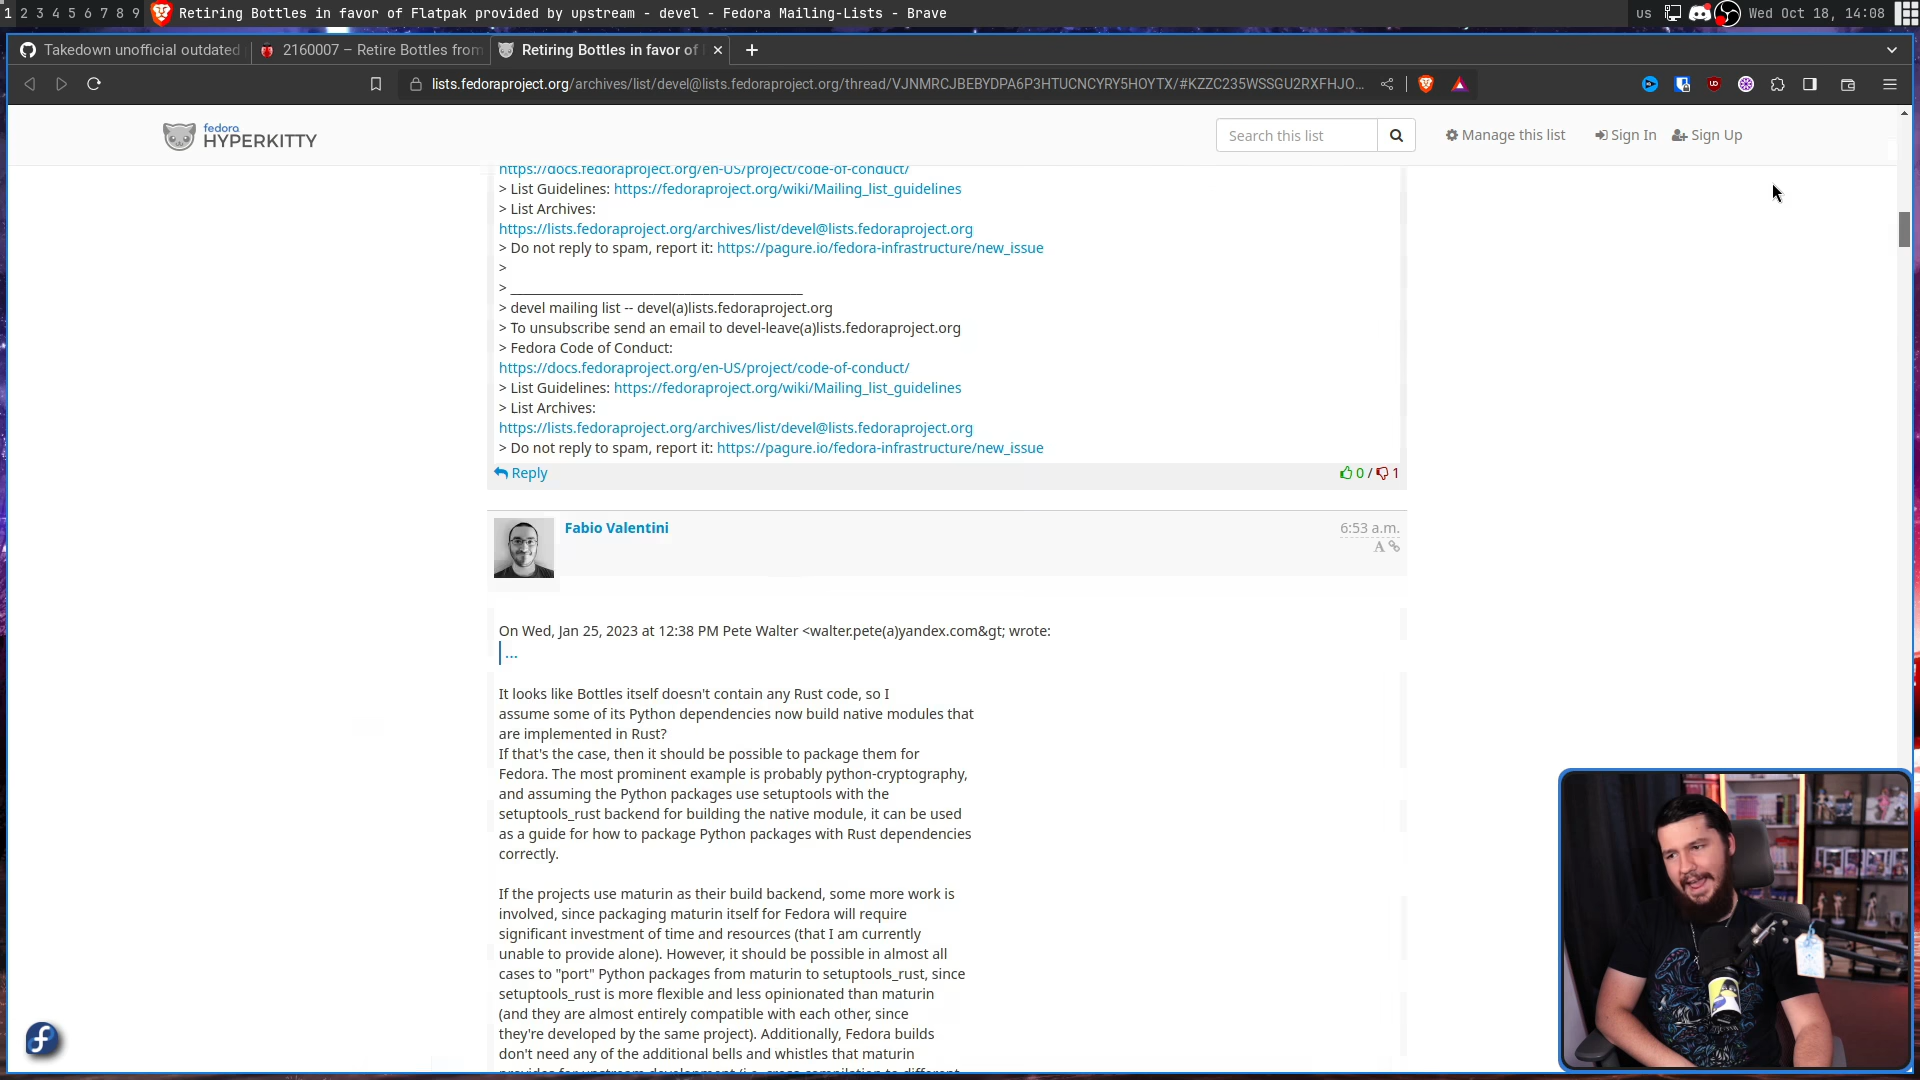 1 2 3 4 5 6 7 8 9 Retiring Bottles in favor of Flatpak provided by upstream - devel - Fedora Mailing-Lists - Brave us Wed Oct 18, 14:08
Takedown unofficial outdated 2160007 – Retire Bottles from Retiring Bottles in favor of
lists.fedoraproject.org/archives/list/devel@lists.fedoraproject.org/thread/VJNMRCJBEBYDPA6P3HTUCNCYRY5HOYTX/#KZZC235WSSGU2RXFHJO...
fedora
HYPERKITTY
Search this list
Manage this list Sign In Sign Up
https://docs.fedoraproject.org/en-US/project/code-of-conduct/
> List Guidelines: https://fedoraproject.org/wiki/Mailing_list_guidelines
> List Archives:
https://lists.fedoraproject.org/archives/list/devel@lists.fedoraproject.org
> Do not reply to spam, report it: https://pagure.io/fedora-infrastructure/new_issue
>
> _______________________________________________
> devel mailing list -- devel(a)lists.fedoraproject.org
> To unsubscribe send an email to devel-leave(a)lists.fedoraproject.org
> Fedora Code of Conduct:
https://docs.fedoraproject.org/en-US/project/code-of-conduct/
> List Guidelines: https://fedoraproject.org/wiki/Mailing_list_guidelines
> List Archives:
https://lists.fedoraproject.org/archives/list/devel@lists.fedoraproject.org
> Do not reply to spam, report it: https://pagure.io/fedora-infrastructure/new_issue
Reply 0 / 1
Fabio Valentini 6:53 a.m.
A
On Wed, Jan 25, 2023 at 12:38 PM Pete Walter <walter.pete(a)yandex.com&gt; wrote:
...
It looks like Bottles itself doesn't contain any Rust code, so I
assume some of its Python dependencies now build native modules that
are implemented in Rust?
If that's the case, then it should be possible to package them for
Fedora. The most prominent example is probably python-cryptography,
and assuming the Python packages use setuptools with the
setuptools_rust backend for building the native module, it can be used
as a guide for how to package Python packages with Rust dependencies
correctly.
If the projects use maturin as their build backend, some more work is
involved, since packaging maturin itself for Fedora will require
significant investment of time and resources (that I am currently
unable to provide alone). However, it should be possible in almost all
cases to "port" Python packages from maturin to setuptools_rust, since
setuptools_rust is more flexible and less opinionated than maturin
(and they are almost entirely compatible with each other, since
they're developed by the same project). Additionally, Fedora builds
don't need any of the additional bells and whistles that maturin